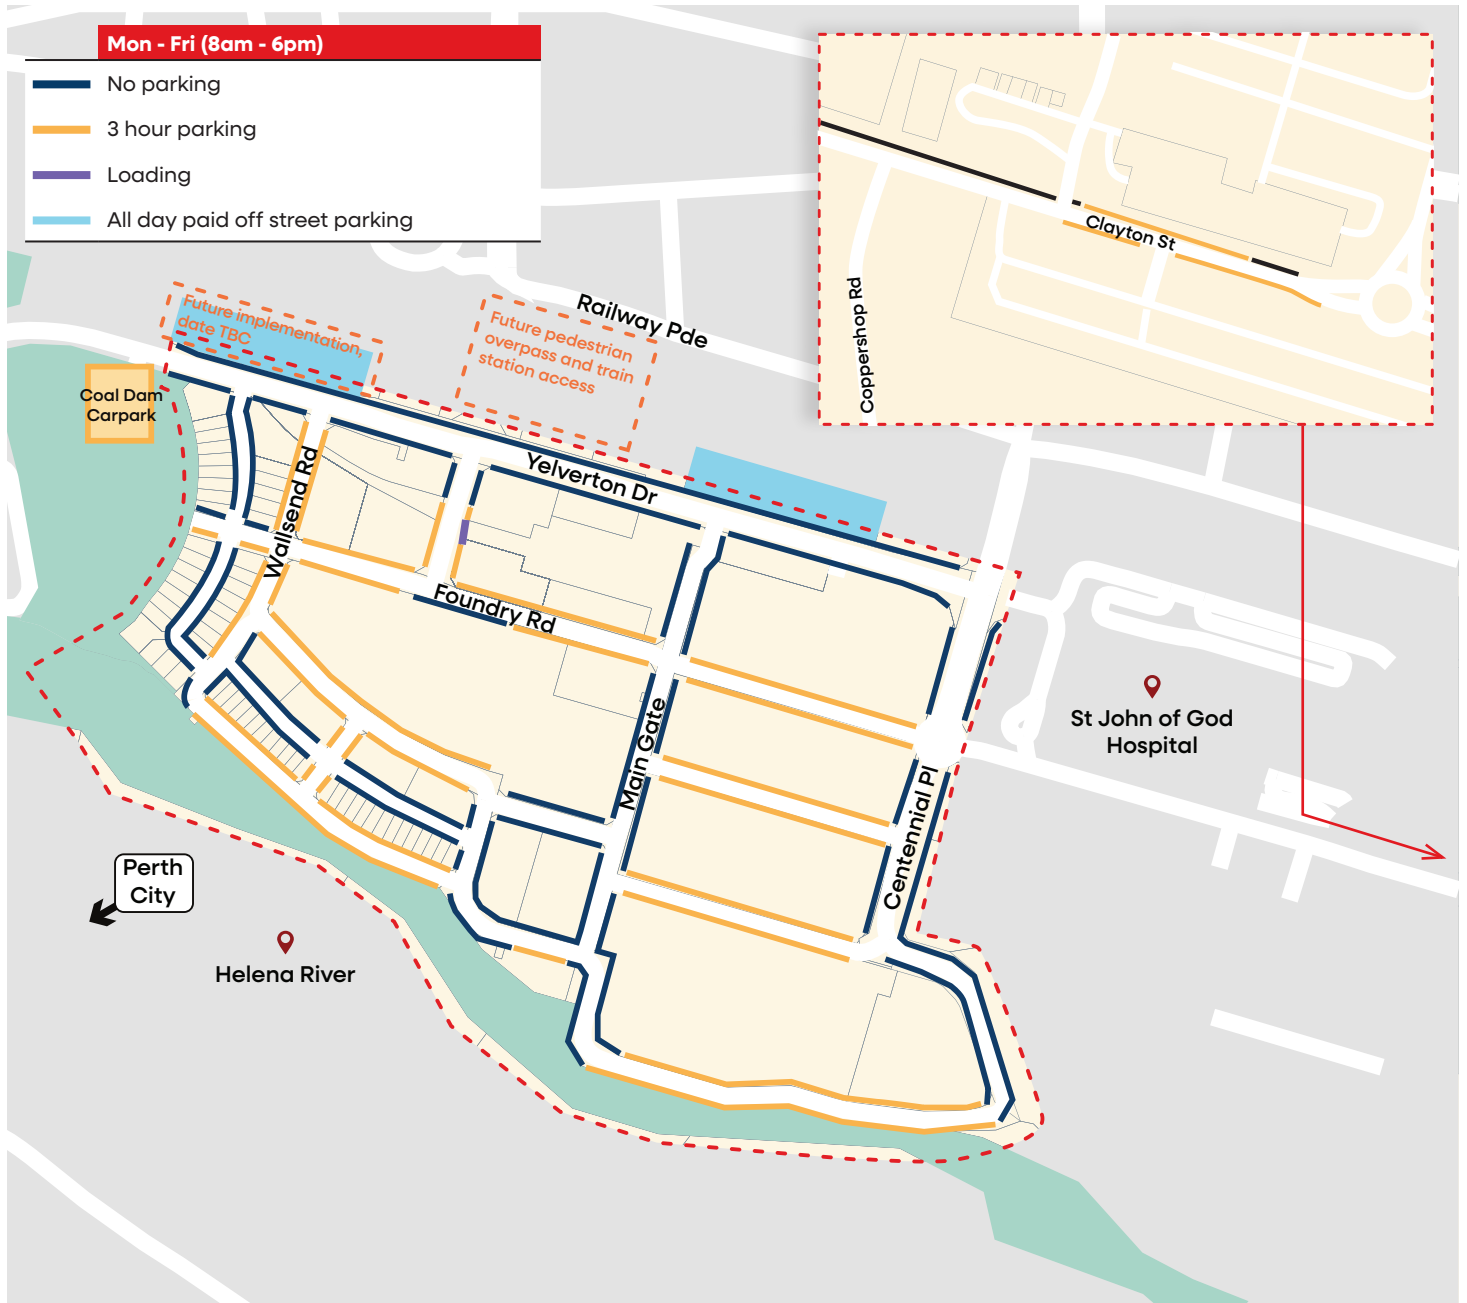 Mon - Fri (8am - 6pm)
No parking
3 hour parking
Loading
All day paid off street parking
Clayton St
Coppershop Rd
Future implementation,
date TBC
Railway Pde
Future pedestrian
overpass and train
station access
Coal Dam
Carpark
Yelverton Dr
Wallsend Rd
Foundry Rd
Main Gate
Centennial Pl
St John of God
Hospital
Perth
City
Helena River